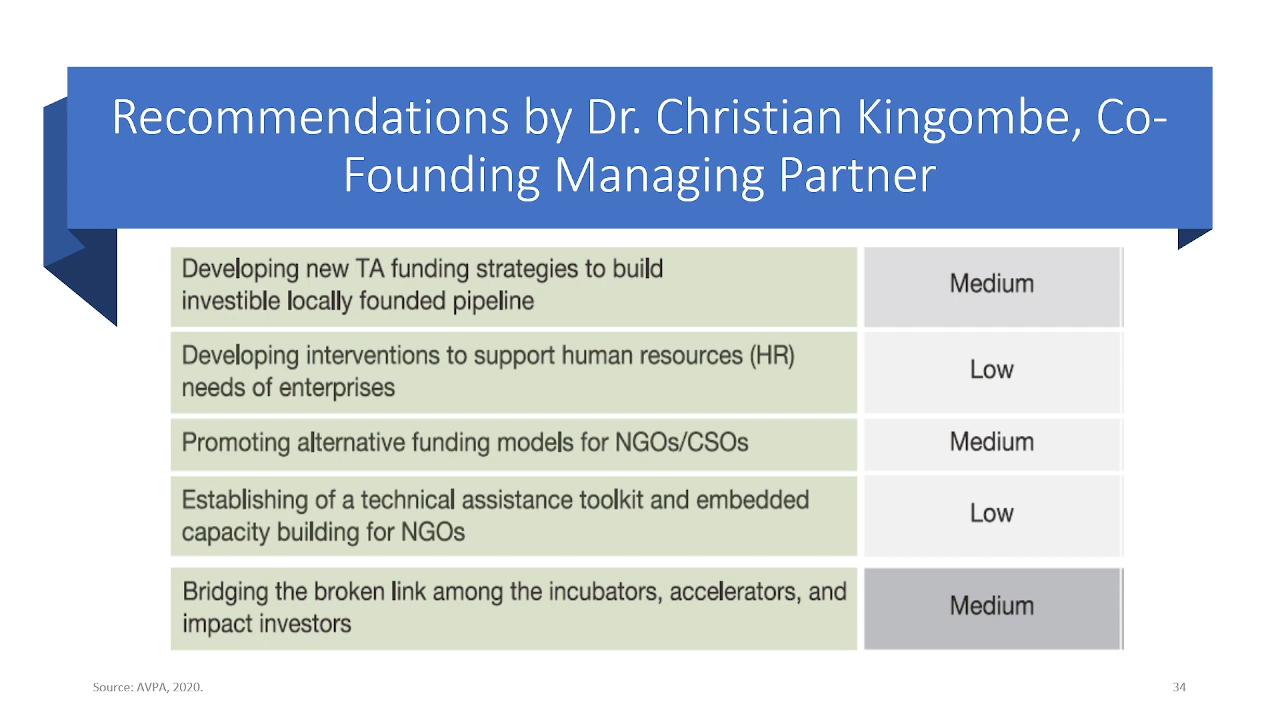 Recommendations by Dr. Christian Kingombe, Co-
Founding Managing Partner
Developing new TA funding strategies to build
investible locally founded pipeline
Medium
Developing interventions to support human resources (HR)
needs of enterprises
Low
Promoting alternative funding models for NGOs/CSOs
Medium
Establishing of a technical assistance toolkit and embedded
capacity building for NGOs
Low
Bridging the broken link among the incubators, accelerators, and
impact investors
Medium
Source: AVPA, 2020.
34